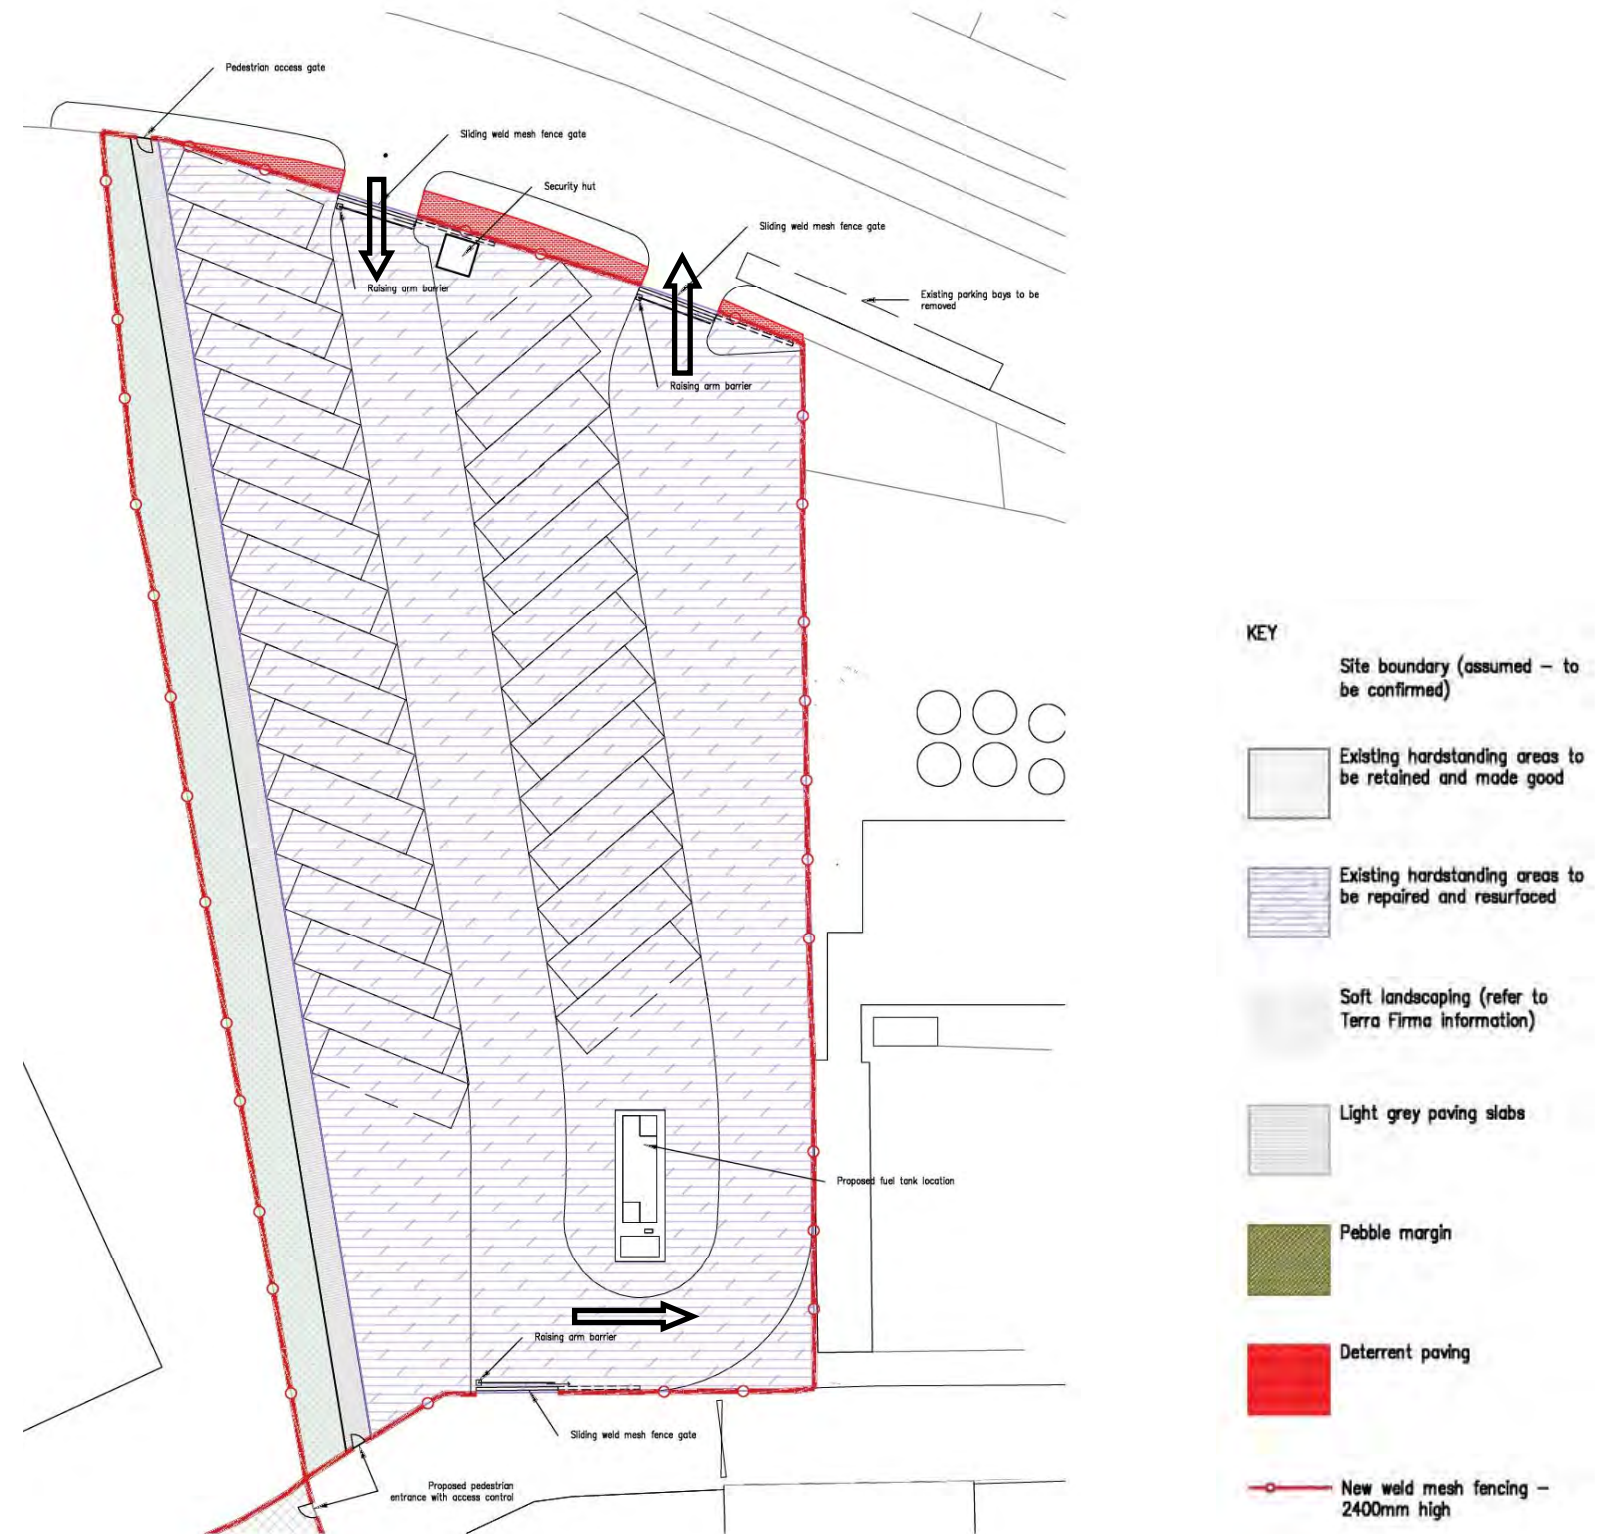 Pedestrian access gate
Sliding weld mesh fence gate
Security hut
Sliding weld mesh fence gate
Raising arm barrier
Existing parking bays to be
removed
Raising arm barrier
KEY
Site boundary (assumed – to
be confirmed)
Existing hardstanding areas to
be retained and made good
Existing hardstanding areas to
be repaired and resurfaced
Soft landscaping (refer to
Terra Firma information)
Light grey paving slabs
Proposed fuel tank location
Pebble margin
Raising arm barrier
Deterrent paving
Sliding weld mesh fence gate
Proposed pedestrian
entrance with access control
New weld mesh fencing –
2400mm high